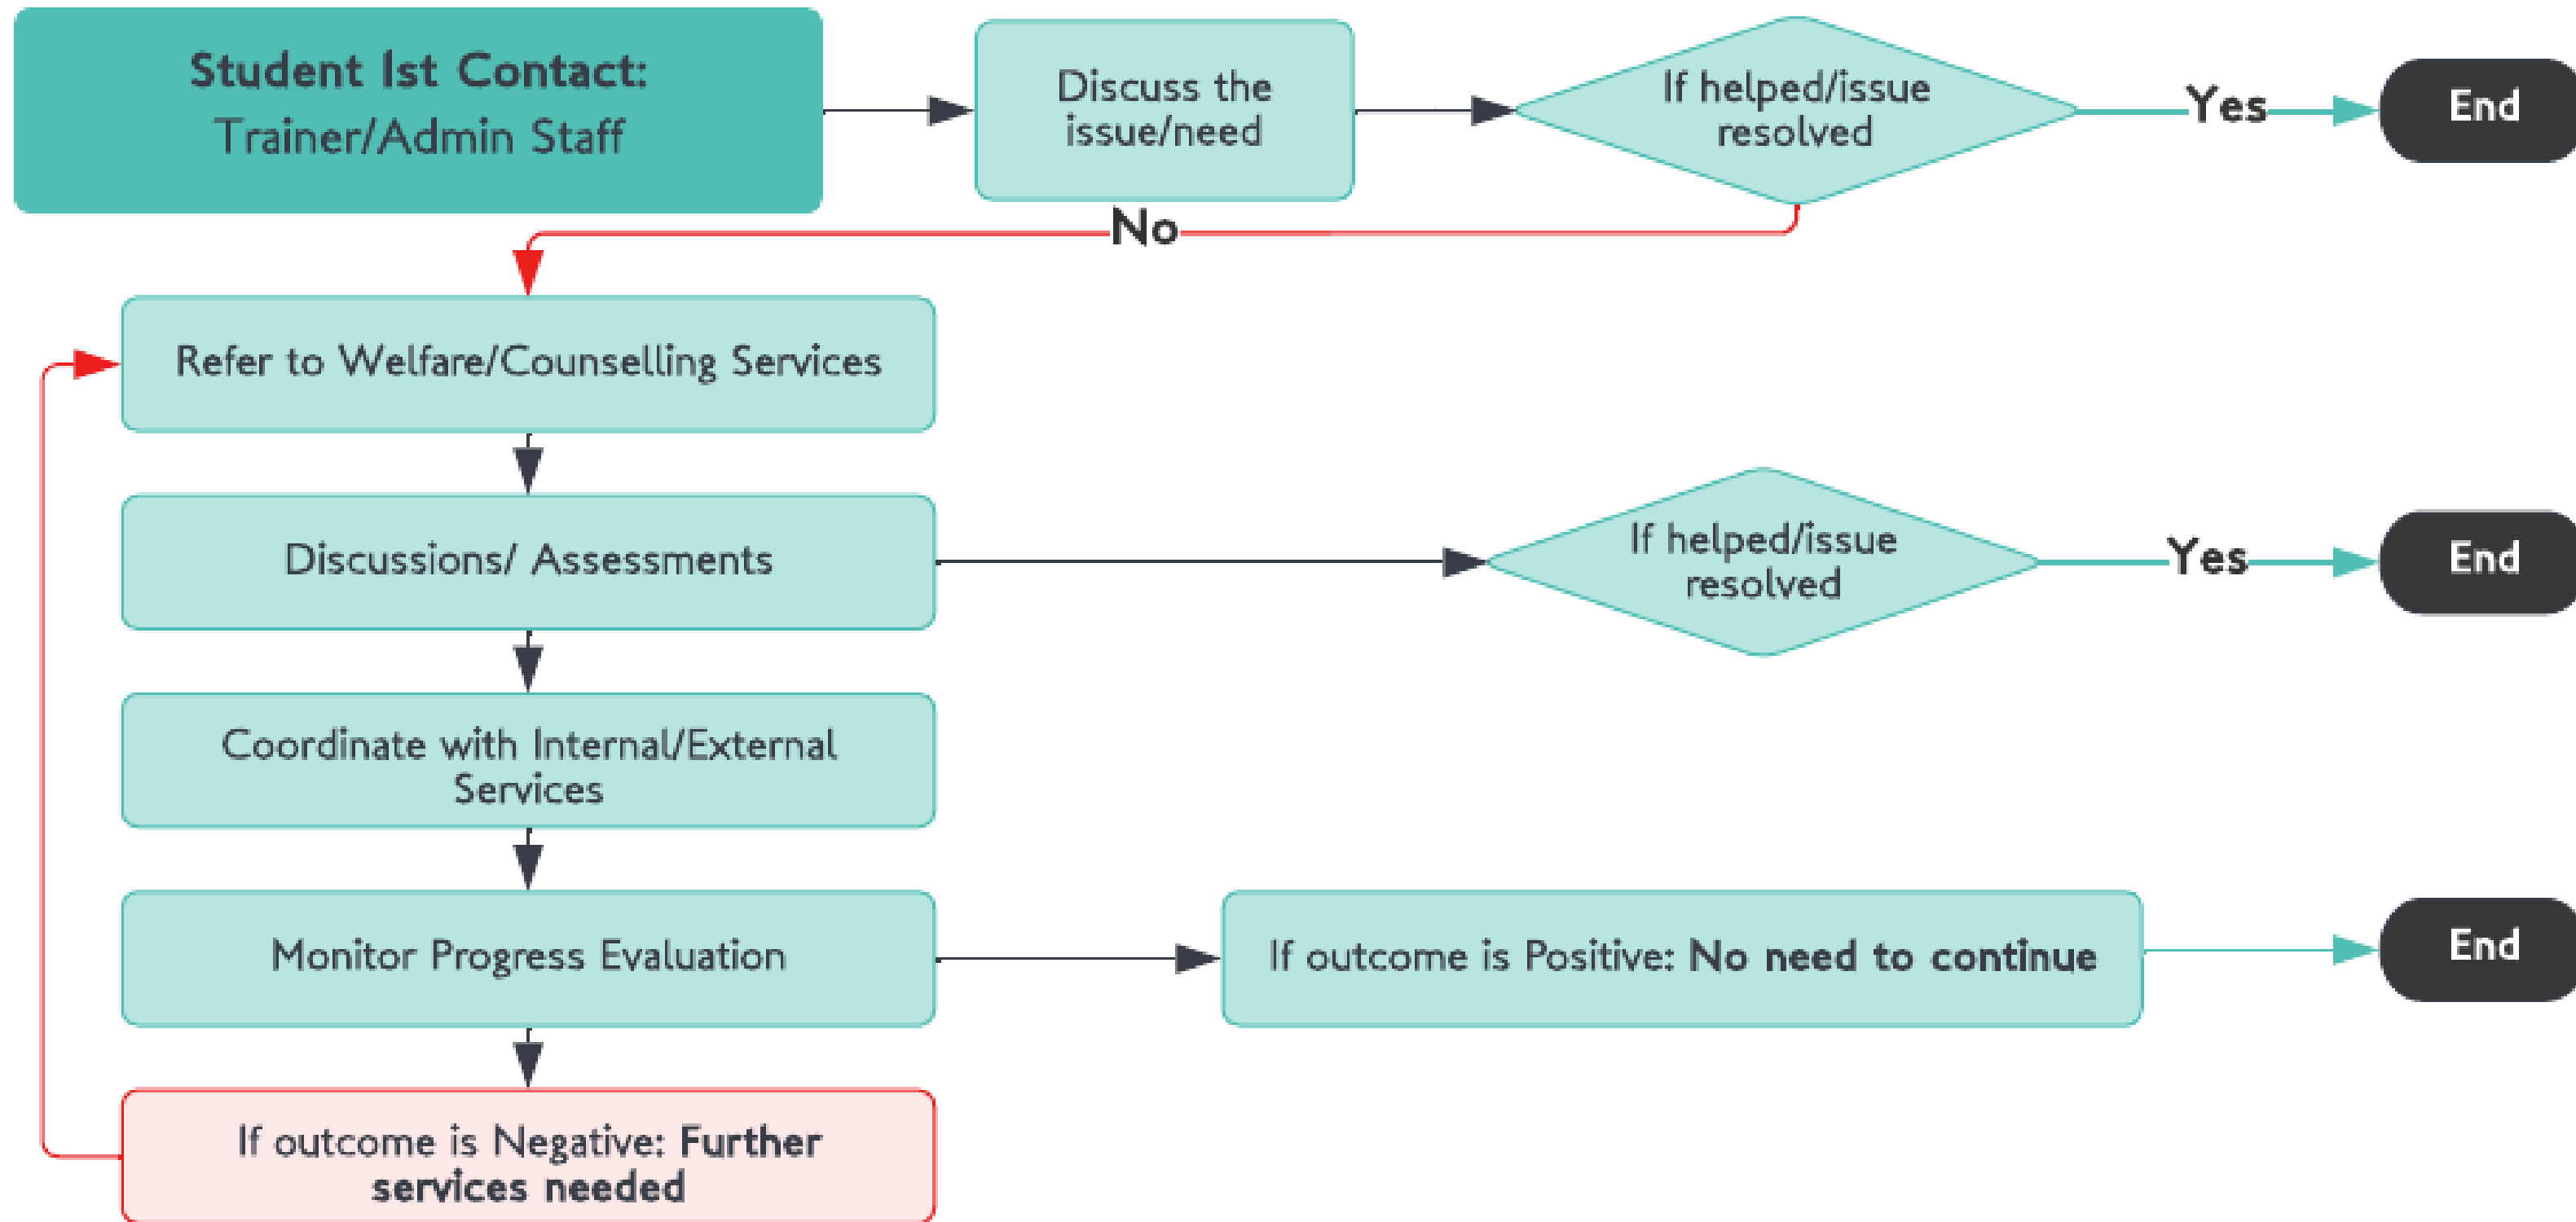 Student 1st Contact:
Trainer/Admin Staff
Discuss the
issue/need
If helped/issue
resolved
Yes
End
No
Refer to Welfare/Counselling Services
Discussions/ Assessments
If helped/issue
resolved
Yes
End
Coordinate with Internal/External
Services
Monitor Progress Evaluation
If outcome is Positive: No need to continue
End
If outcome is Negative: Further
services needed